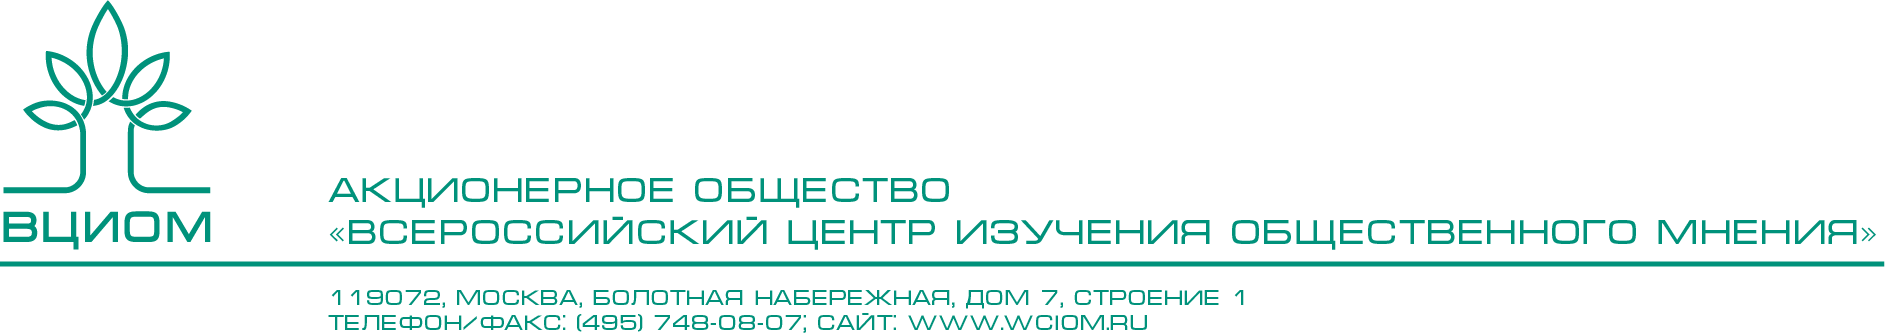 ВЦИОМ
АКЦИОНЕРНОЕ ОБЩЕСТВО
«ВСЕРОССИЙСКИЙ ЦЕНТР ИЗУЧЕНИЯ ОБЩЕСТВЕННОГО МНЕНИЯ»
119072, МОСКВА, БОЛОТНАЯ НАБЕРЕЖНАЯ, ДОМ 7, СТРОЕНИЕ 1
ТЕЛЕФОН/ФАКС: (495) 748-08-07; САЙТ: WWW.WCIOM.RU